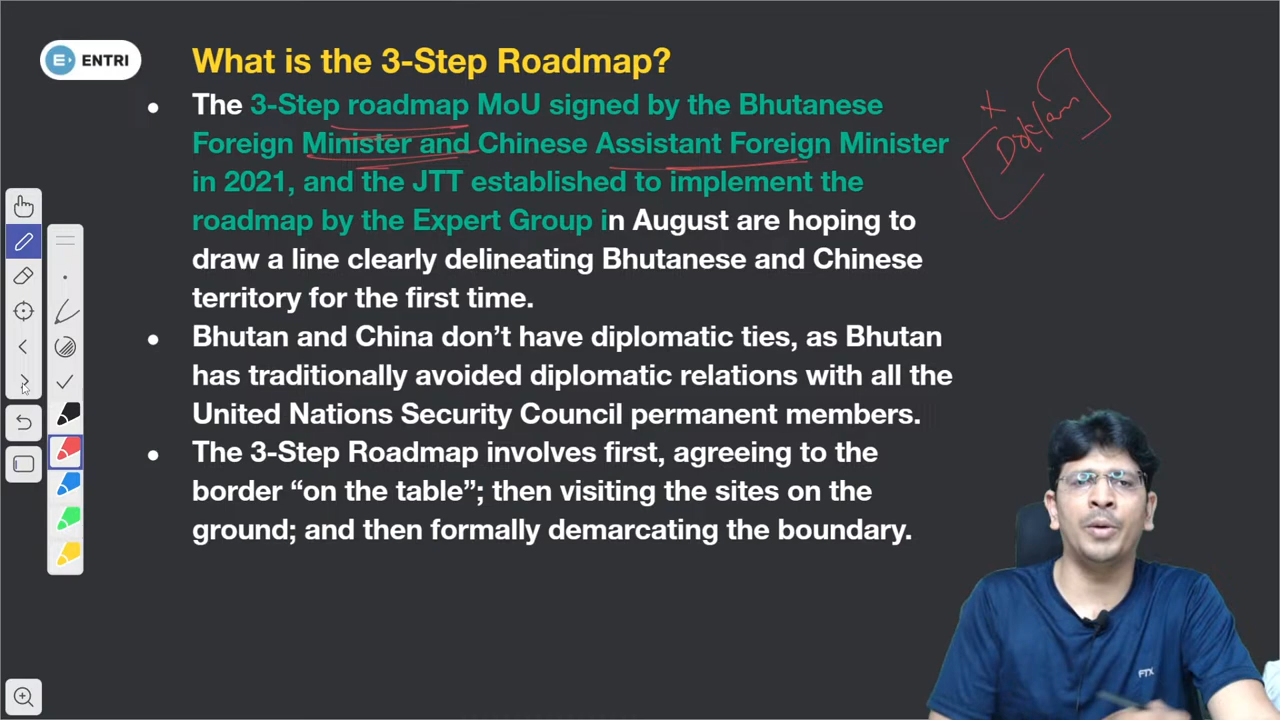 ENTRI
What is the 3-Step Roadmap?
The 3-Step roadmap MoU signed by the Bhutanese
Foreign Minister and Chinese Assistant Foreign Minister
in 2021, and the JTT established to implement the
roadmap by the Expert Group in August are hoping to
draw a line clearly delineating Bhutanese and Chinese
territory for the first time.
Bhutan and China don't have diplomatic ties, as Bhutan
has traditionally avoided diplomatic relations with all the
United Nations Security Council permanent members.
The 3-Step Roadmap involves first, agreeing to the
border “on the table”; then visiting the sites on the
ground; and then formally demarcating the boundary.
x
Doklam
FTX